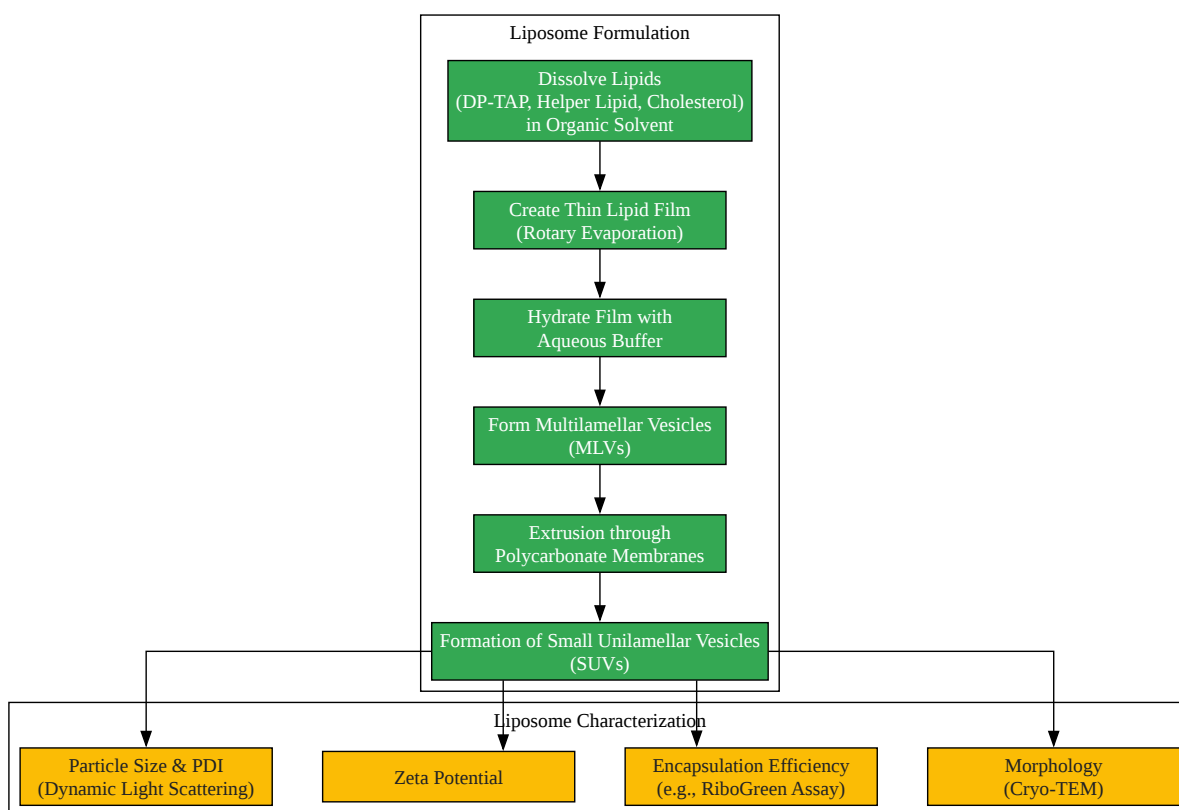 Liposome Formulation
Dissolve Lipids
(DP-TAP, Helper Lipid, Cholesterol)
in Organic Solvent
Create Thin Lipid Film
(Rotary Evaporation)
Hydrate Film with
Aqueous Buffer
Form Multilamellar Vesicles
(MLVs)
Extrusion through
Polycarbonate Membranes
Formation of Small Unilamellar Vesicles
(SUVs)
Liposome Characterization
Particle Size & PDI
(Dynamic Light Scattering)
Zeta Potential
Encapsulation Efficiency
(e.g., RiboGreen Assay)
Morphology
(Cryo-TEM)